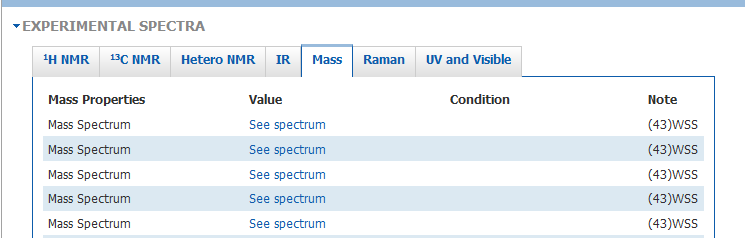 EXPERIMENTAL SPECTRA
¹H NMR ¹³C NMR Hetero NMR IR Mass Raman UV and Visible
Mass Properties Value Condition Note
Mass Spectrum See spectrum (43)WSS
Mass Spectrum See spectrum (43)WSS
Mass Spectrum See spectrum (43)WSS
Mass Spectrum See spectrum (43)WSS
Mass Spectrum See spectrum (43)WSS